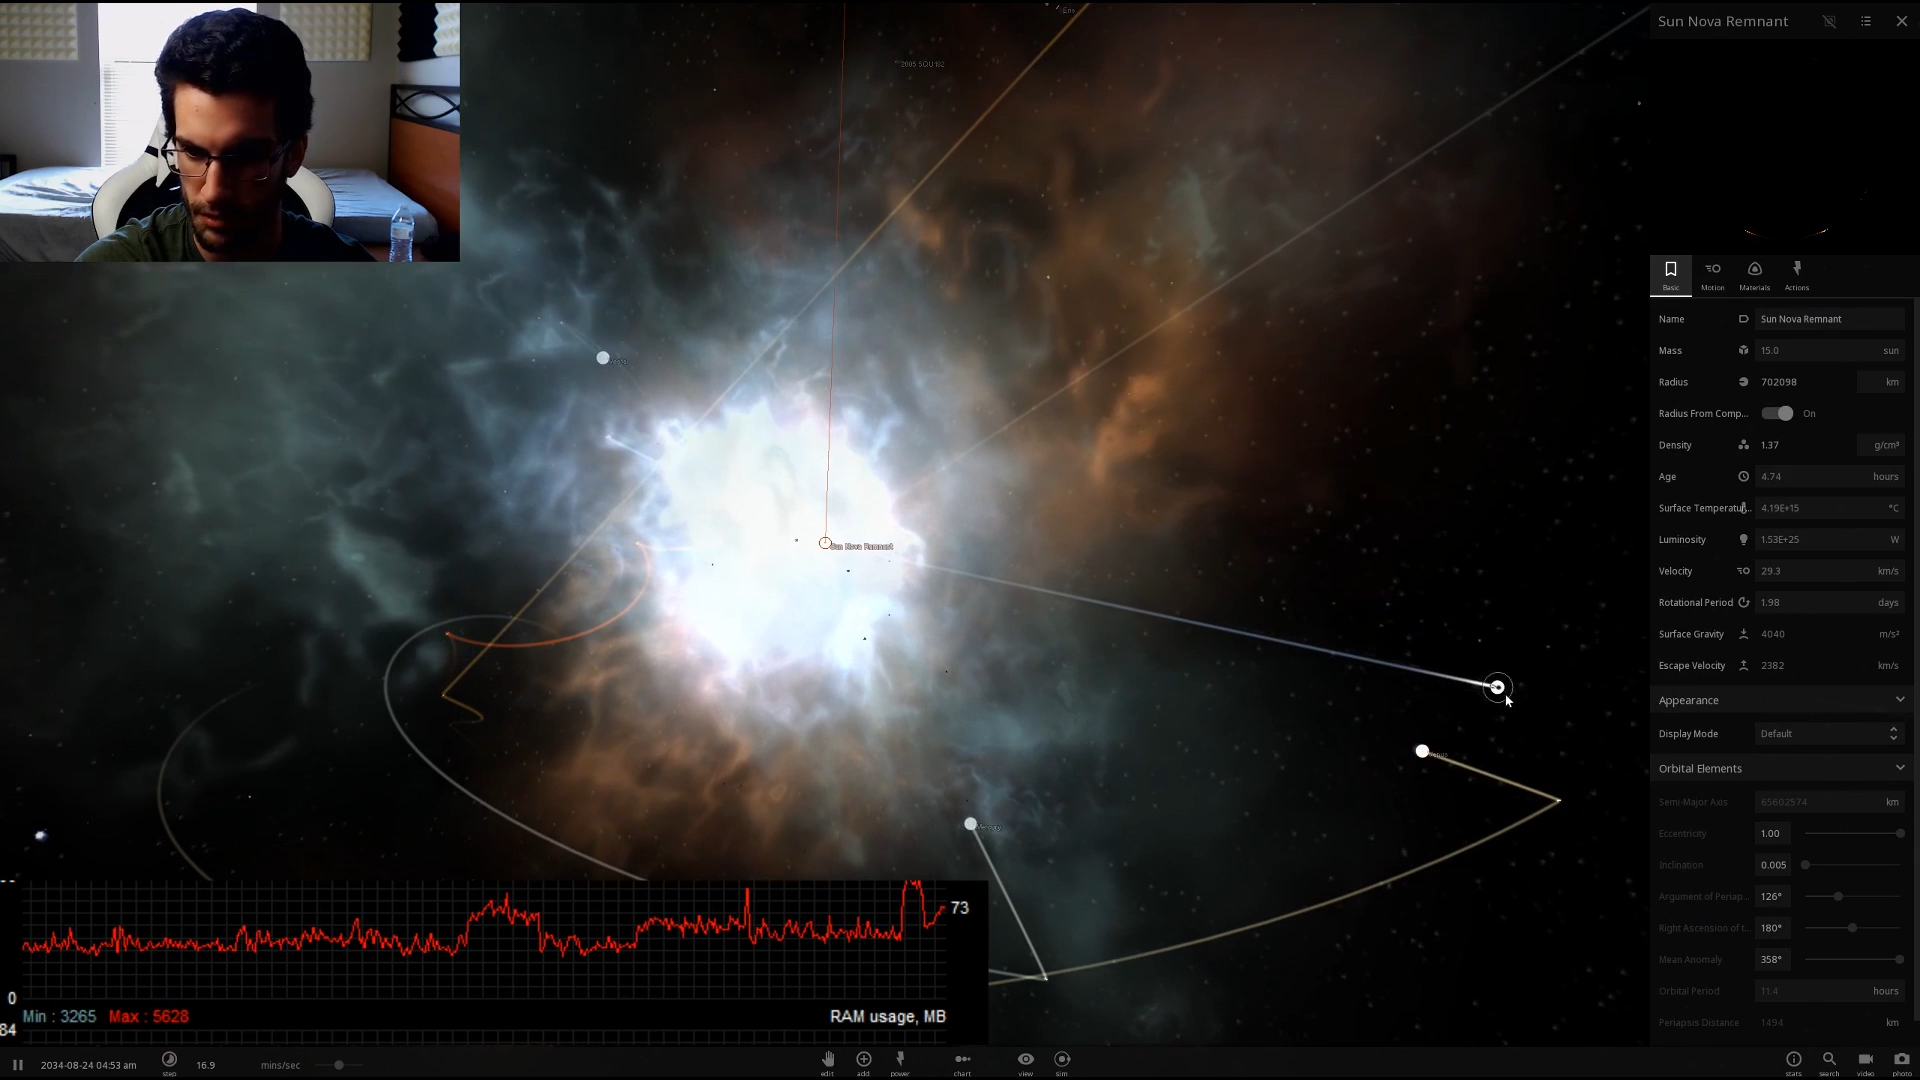 Eris
2005 SQU182
Sun Nova Remnant
Mercury
73
0
Min : 3265 Max : 5628
RAM usage, MB
84
Sun Nova Remnant
Basic
Motion
Materials
Actions
Name Sun Nova Remnant
Mass 15.0 sun
Radius 702098 km
Radius From Comp... On
Density 1.37 g/cm³
Age 4.74 hours
Surface Temperatur... 4.19E+15 °C
Luminosity 1.53E+25 W
Velocity 29.3 km/s
Rotational Period 1.98 days
Surface Gravity 4040 m/s²
Escape Velocity 2382 km/s
Appearance
Display Mode Default
Orbital Elements
Semi-Major Axis 65602574 km
Eccentricity 1.00
Inclination 0.005
Argument of Periap... 126°
Right Ascension of t... 180°
Mean Anomaly 358°
Orbital Period 11.4 hours
Periapsis Distance 1494 km
2034-08-24 04:53 am
step
16.9 mins/sec
edit
add
power
chart
view
sim
stats
search
video
photo